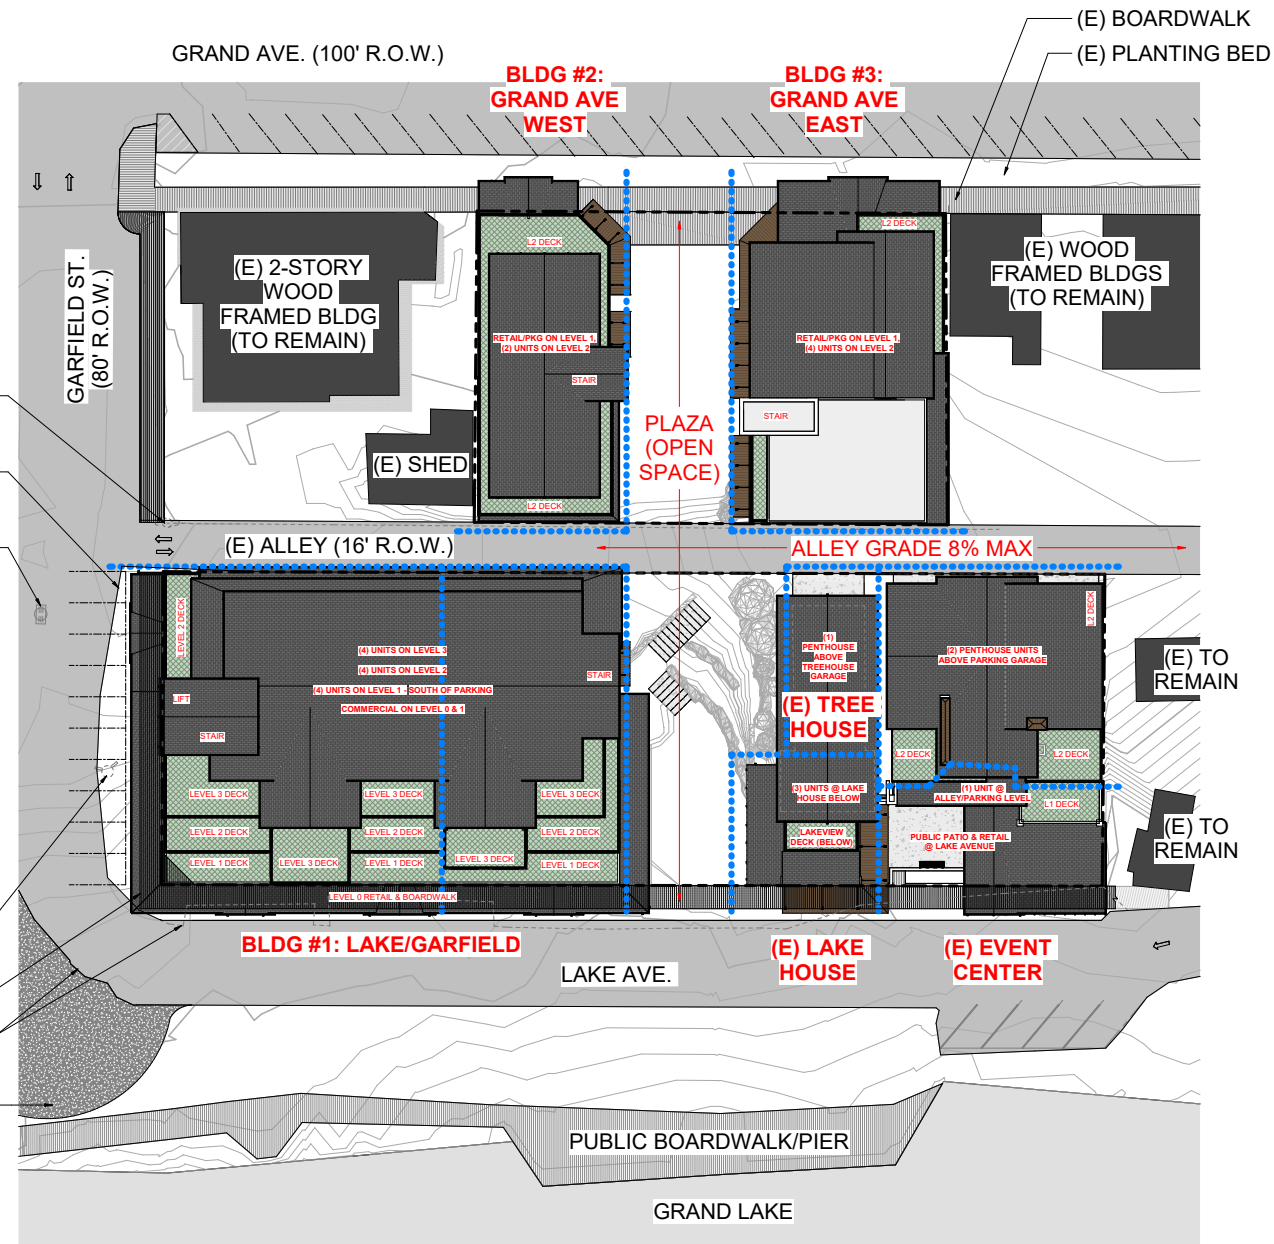 (E) BOARDWALK
(E) PLANTING BED
GRAND AVE. (100' R.O.W.)
BLDG #2:
GRAND AVE
WEST
BLDG #3:
GRAND AVE
EAST
GARFIELD ST.
(80' R.O.W.)
(E) 2-STORY
WOOD
FRAMED BLDG
(TO REMAIN)
L2 DECK
L2 DECK
(E) WOOD
FRAMED BLDGS
(TO REMAIN)
RETAIL/PKG ON LEVEL 1,
(2) UNITS ON LEVEL 2
STAIR
RETAIL/PKG ON LEVEL 1,
(4) UNITS ON LEVEL 2
STAIR
PLAZA
(OPEN
SPACE)
(E) SHED
L2 DECK
(E) ALLEY (16' R.O.W.)
ALLEY GRADE 8% MAX
LEVEL 2 DECK
(4) UNITS ON LEVEL 3
(4) UNITS ON LEVEL 2
(4) UNITS ON LEVEL 1 - SOUTH OF PARKING
COMMERCIAL ON LEVEL 0 & 1
STAIR
LIFT
STAIR
(1)
PENTHOUSE
ABOVE
TREEHOUSE
GARAGE
(E) TREE
HOUSE
L2 DECK
(2) PENTHOUSE UNITS
ABOVE PARKING GARAGE
(E) TO
REMAIN
L2 DECK
L2 DECK
LEVEL 3 DECK
LEVEL 3 DECK
LEVEL 3 DECK
(3) UNITS @ LAKE
HOUSE BELOW
(1) UNIT @
ALLEY/PARKING LEVEL
L1 DECK
LEVEL 2 DECK
LEVEL 2 DECK
LEVEL 2 DECK
LAKEVIEW
DECK (BELOW)
PUBLIC PATIO & RETAIL
@ LAKE AVENUE
(E) TO
REMAIN
LEVEL 1 DECK
LEVEL 3 DECK
LEVEL 1 DECK
LEVEL 3 DECK
LEVEL 1 DECK
LEVEL 0 RETAIL & BOARDWALK
BLDG #1: LAKE/GARFIELD
(E) LAKE
HOUSE
(E) EVENT
CENTER
LAKE AVE.
PUBLIC BOARDWALK/PIER
GRAND LAKE